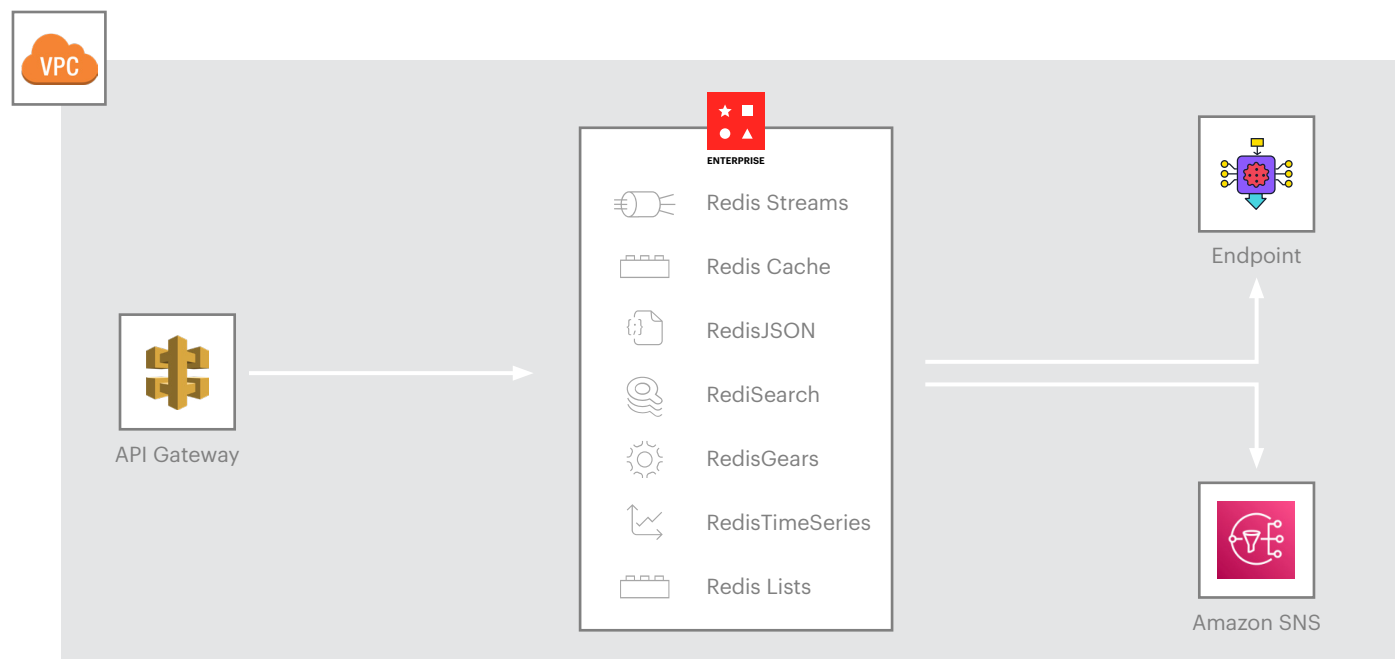 VPC
ENTERPRISE
Redis Streams
Redis Cache
{;}
RedisJSON
RediSearch
RedisGears
RedisTimeSeries
Redis Lists
API Gateway
Endpoint
Amazon SNS